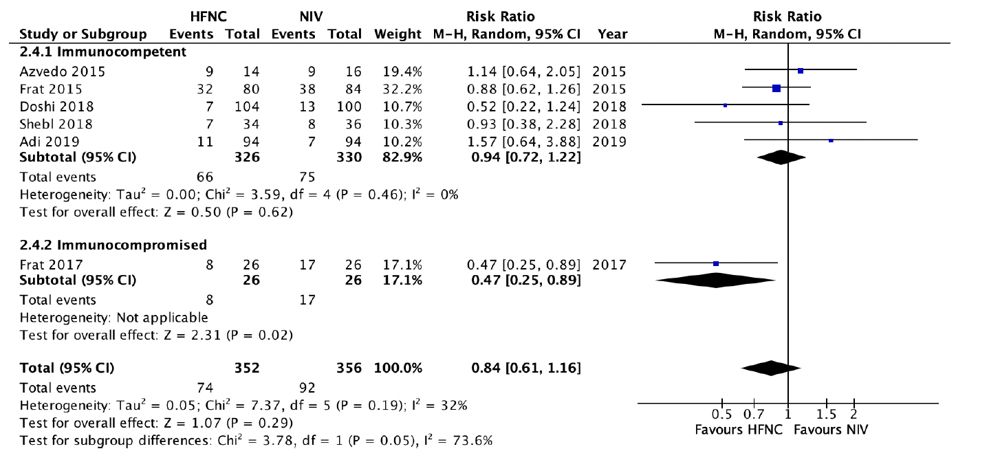 HFNC NIV Risk Ratio Risk Ratio
Study or Subgroup Events Total Events Total Weight M-H, Random, 95% CI Year M-H, Random, 95% CI
2.4.1 Immunocompetent
Azvedo 2015 9 14 9 16 19.4% 1.14 [0.64, 2.05] 2015
Frat 2015 32 80 38 84 32.2% 0.88 [0.62, 1.26] 2015
Doshi 2018 7 104 13 100 10.7% 0.52 [0.22, 1.24] 2018
Shebl 2018 7 34 8 36 10.3% 0.93 [0.38, 2.28] 2018
Adi 2019 11 94 7 94 10.2% 1.57 [0.64, 3.88] 2019
Subtotal (95% CI) 326 330 82.9% 0.94 [0.72, 1.22]
Total events 66 75
Heterogeneity: Tau² = 0.00; Chi² = 3.59, df = 4 (P = 0.46); I² = 0%
Test for overall effect: Z = 0.50 (P = 0.62)
2.4.2 Immunocompromised
Frat 2017 8 26 17 26 17.1% 0.47 [0.25, 0.89] 2017
Subtotal (95% CI) 26 26 17.1% 0.47 [0.25, 0.89]
Total events 8 17
Heterogeneity: Not applicable
Test for overall effect: Z = 2.31 (P = 0.02)
Total (95% CI) 352 356 100.0% 0.84 [0.61, 1.16]
Total events 74 92
Heterogeneity: Tau² = 0.05; Chi² = 7.37, df = 5 (P = 0.19); I² = 32%
Test for overall effect: Z = 1.07 (P = 0.29)
Test for subgroup differences: Chi² = 3.78, df = 1 (P = 0.05), I² = 73.6%
0.5 0.7 1 1.5 2
Favours HFNC Favours NIV